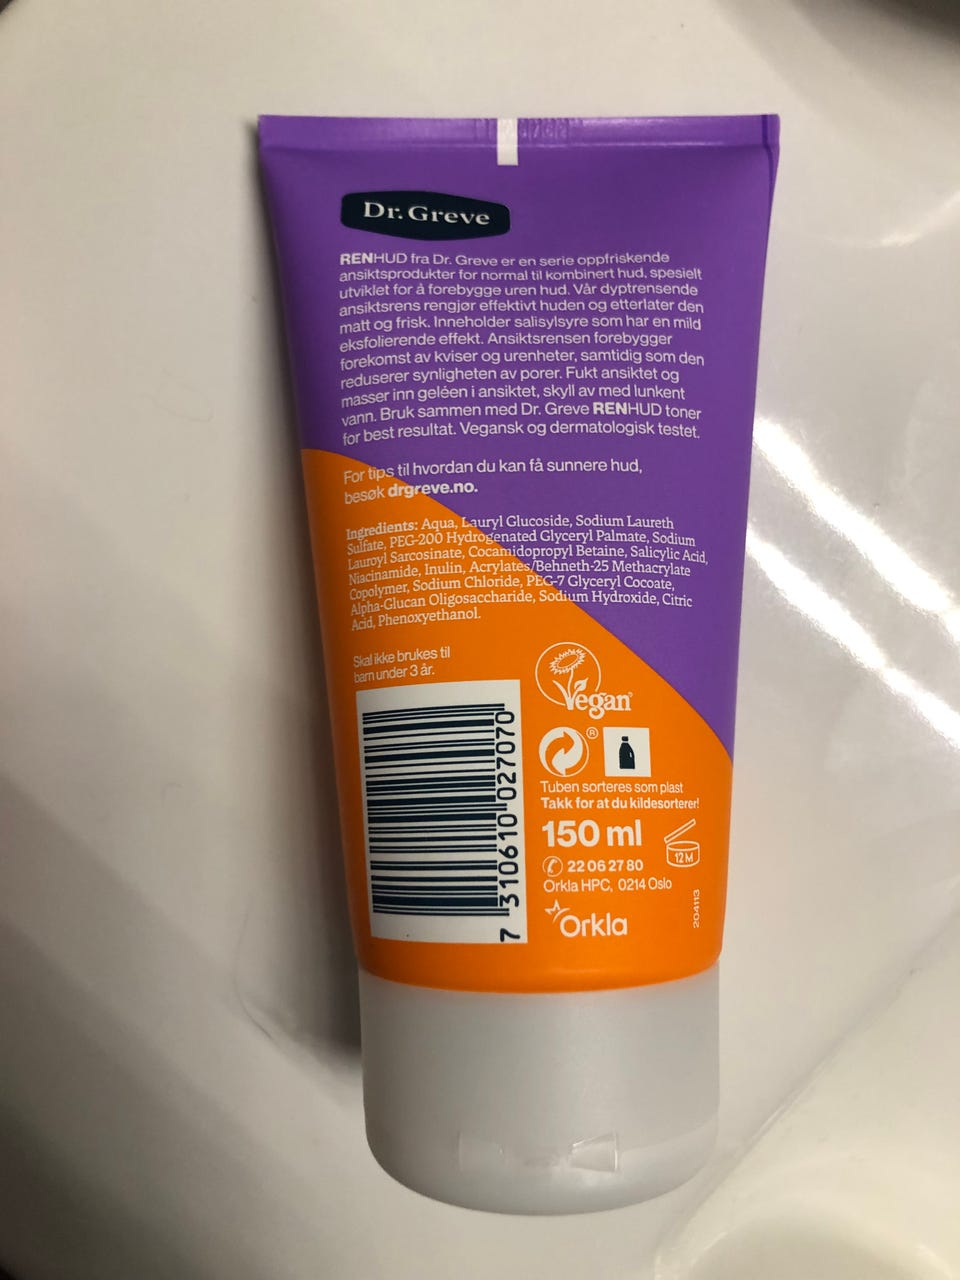 Dr. Greve
RENHUD fra Dr. Greve er en serie oppfriskende
ansiktsprodukter for normal til kombinert hud, spesielt
utviklet for å forebygge uren hud. Vår dyptrensende
ansiktsrens rengjør effektivt huden og etterlater den
matt og frisk. Inneholder salisylsyre som har en mild
eksfolierende effekt. Ansiktsrensen forebygger
forekomst av kviser og urenheter, samtidig som den
reduserer synligheten av porer. Fukt ansiktet og
masser inn geléen i ansiktet, skyll av med lunkent
vann. Bruk sammen med Dr. Greve RENHUD toner
for best resultat. Vegansk og dermatologisk testet.
For tips til hvordan du kan få sunnere hud,
besøk drgreve.no.
Ingredients: Aqua, Lauryl Glucoside, Sodium Laureth
Sulfate, PEG-200 Hydrogenated Glyceryl Palmate, Sodium
Lauroyl Sarcosinate, Cocamidopropyl Betaine, Salicylic Acid,
Niacinamide, Inulin, Acrylates/Behneth-25 Methacrylate
Copolymer, Sodium Chloride, PEG-7 Glyceryl Cocoate,
Alpha-Glucan Oligosaccharide, Sodium Hydroxide, Citric
Acid, Phenoxyethanol.
Skal ikke brukes til
barn under 3 år.
Vegan
®
Tuben sorteres som plast
Takk for at du kildesorterer!
150 ml
12 M
22 06 27 80
Orkla HPC, 0214 Oslo
Orkla
204113
7 310610 027070